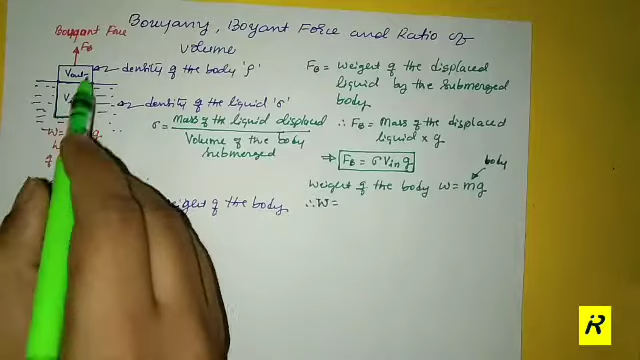 Bouyany, Boyant Force and Ratio of
volume
Bouyant Force
FB
Vout
density of the body 'ρ'
density of the liquid 'σ'
σ = Mass of the liquid displaced
Volume of the body
submerged
weight of the body
FB = weight of the displaced
liquid by the submerged
body.
∴ FB = Mass of the displaced
liquid × g
⇒ FB = σ Vin g
body
weight of the body w = mg
∴ W =
iR